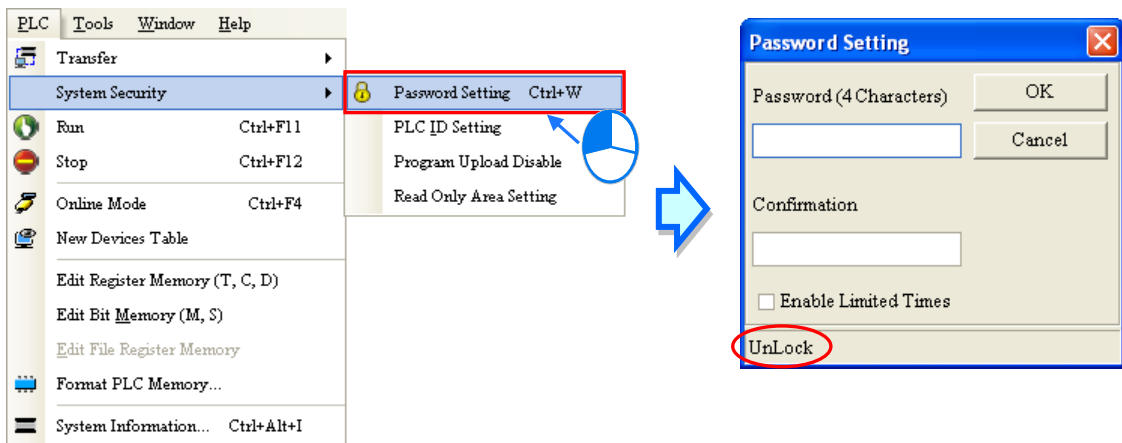 PLC Tools Window Help
Transfer
System Security
Run Ctrl+F11
Stop Ctrl+F12
Online Mode Ctrl+F4
New Devices Table
Edit Register Memory (T, C, D)
Edit Bit Memory (M, S)
Edit File Register Memory
Format PLC Memory...
System Information... Ctrl+Alt+I
Password Setting Ctrl+W
PLC ID Setting
Program Upload Disable
Read Only Area Setting
Password Setting
Password (4 Characters)
OK
Cancel
Confirmation
Enable Limited Times
UnLock